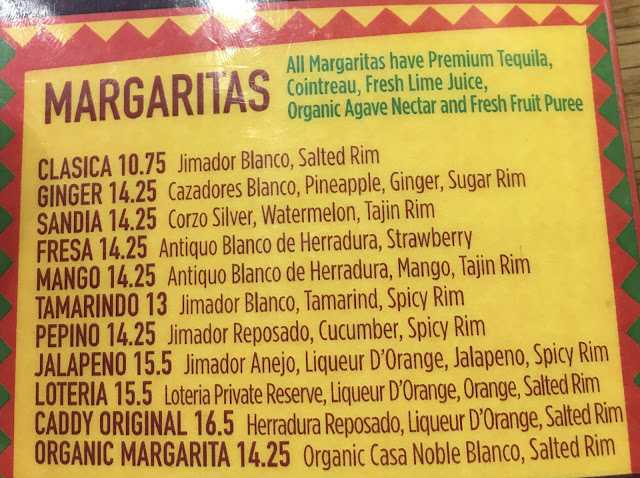 MARGARITAS
All Margaritas have Premium Tequila,
Cointreau, Fresh Lime Juice,
Organic Agave Nectar and Fresh Fruit Puree
CLASICA 10.75 Jimador Blanco, Salted Rim
GINGER 14.25 Cazadores Blanco, Pineapple, Ginger, Sugar Rim
SANDIA 14.25 Corzo Silver, Watermelon, Tajin Rim
FRESA 14.25 Antiquo Blanco de Herradura, Strawberry
MANGO 14.25 Antiquo Blanco de Herradura, Mango, Tajin Rim
TAMARINDO 13 Jimador Blanco, Tamarind, Spicy Rim
PEPINO 14.25 Jimador Reposado, Cucumber, Spicy Rim
JALAPENO 15.5 Jimador Anejo, Liqueur D'Orange, Jalapeno, Spicy Rim
LOTERIA 15.5 Loteria Private Reserve, Liqueur D'Orange, Orange, Salted Rim
CADDY ORIGINAL 16.5 Herradura Reposado, Liqueur D'Orange, Salted Rim
ORGANIC MARGARITA 14.25 Organic Casa Noble Blanco, Salted Rim